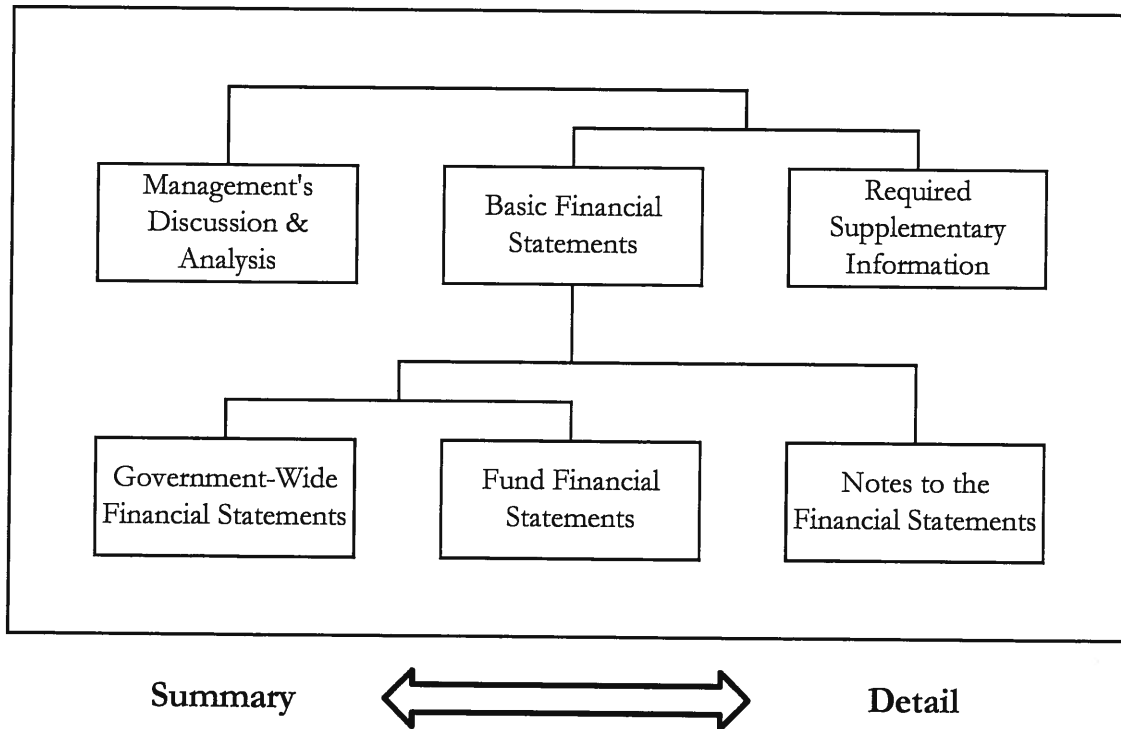 Management's
Discussion &
Analysis
Basic Financial
Statements
Required
Supplementary
Information
Government-Wide
Financial Statements
Fund Financial
Statements
Notes to the
Financial Statements
Summary
Detail